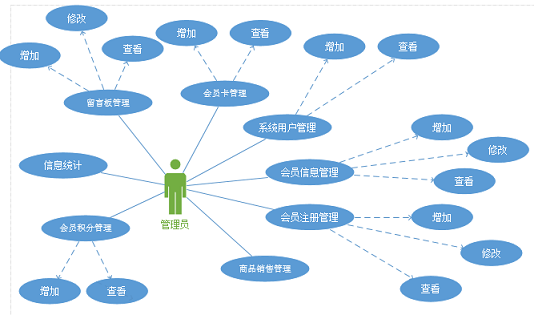 修改
增加
查看
留言板管理
增加
查看
会员卡管理
增加
查看
系统用户管理
增加
修改
查看
会员信息管理
信息统计
管理员
会员注册管理
增加
修改
查看
会员积分管理
增加
查看
商品销售管理